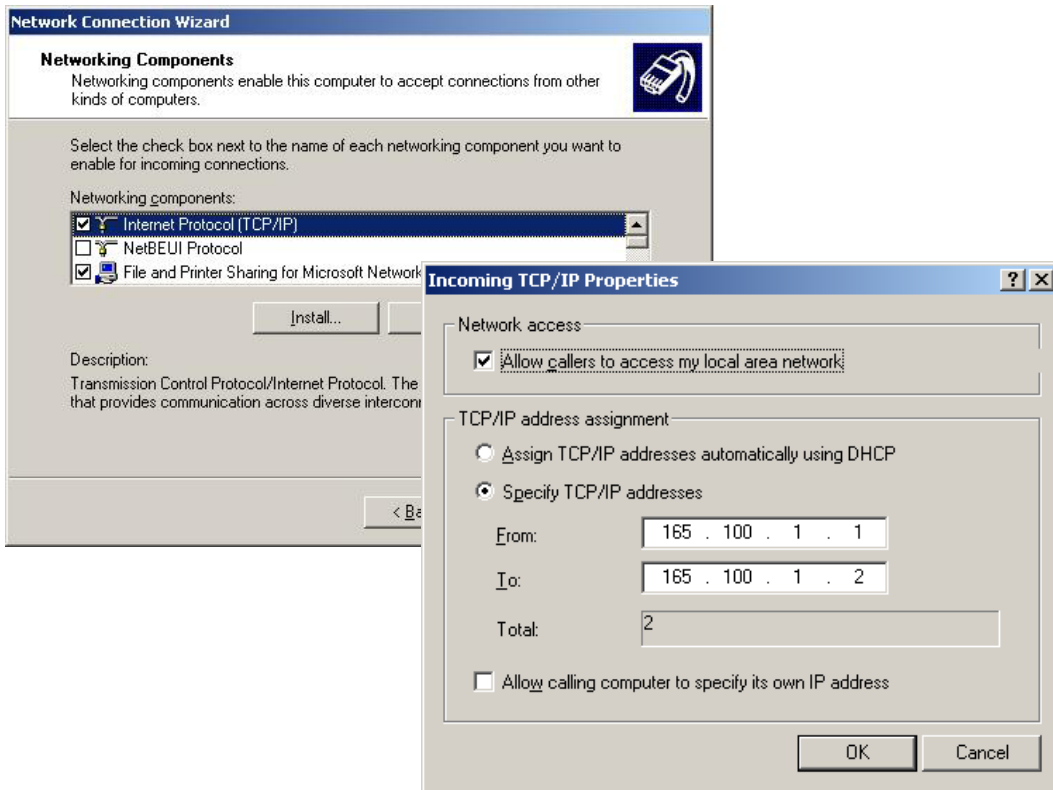 Network Connection Wizard
Networking Components
Networking components enable this computer to accept connections from other
kinds of computers.
Select the check box next to the name of each networking component you want to
enable for incoming connections.
Networking components:
Internet Protocol (TCP/IP)
NetBEUI Protocol
File and Printer Sharing for Microsoft Network
Install...
Description:
Transmission Control Protocol/Internet Protocol. The
that provides communication across diverse
< Ba
Incoming TCP/IP Properties
Network access
Allow callers to access my local area network
TCP/IP address assignment
Assign TCP/IP addresses automatically using DHCP
Specify TCP/IP addresses
From: 165 . 100 . 1 . 1
To: 165 . 100 . 1 . 2
Total: 2
Allow calling computer to specify its own IP address
OK Cancel